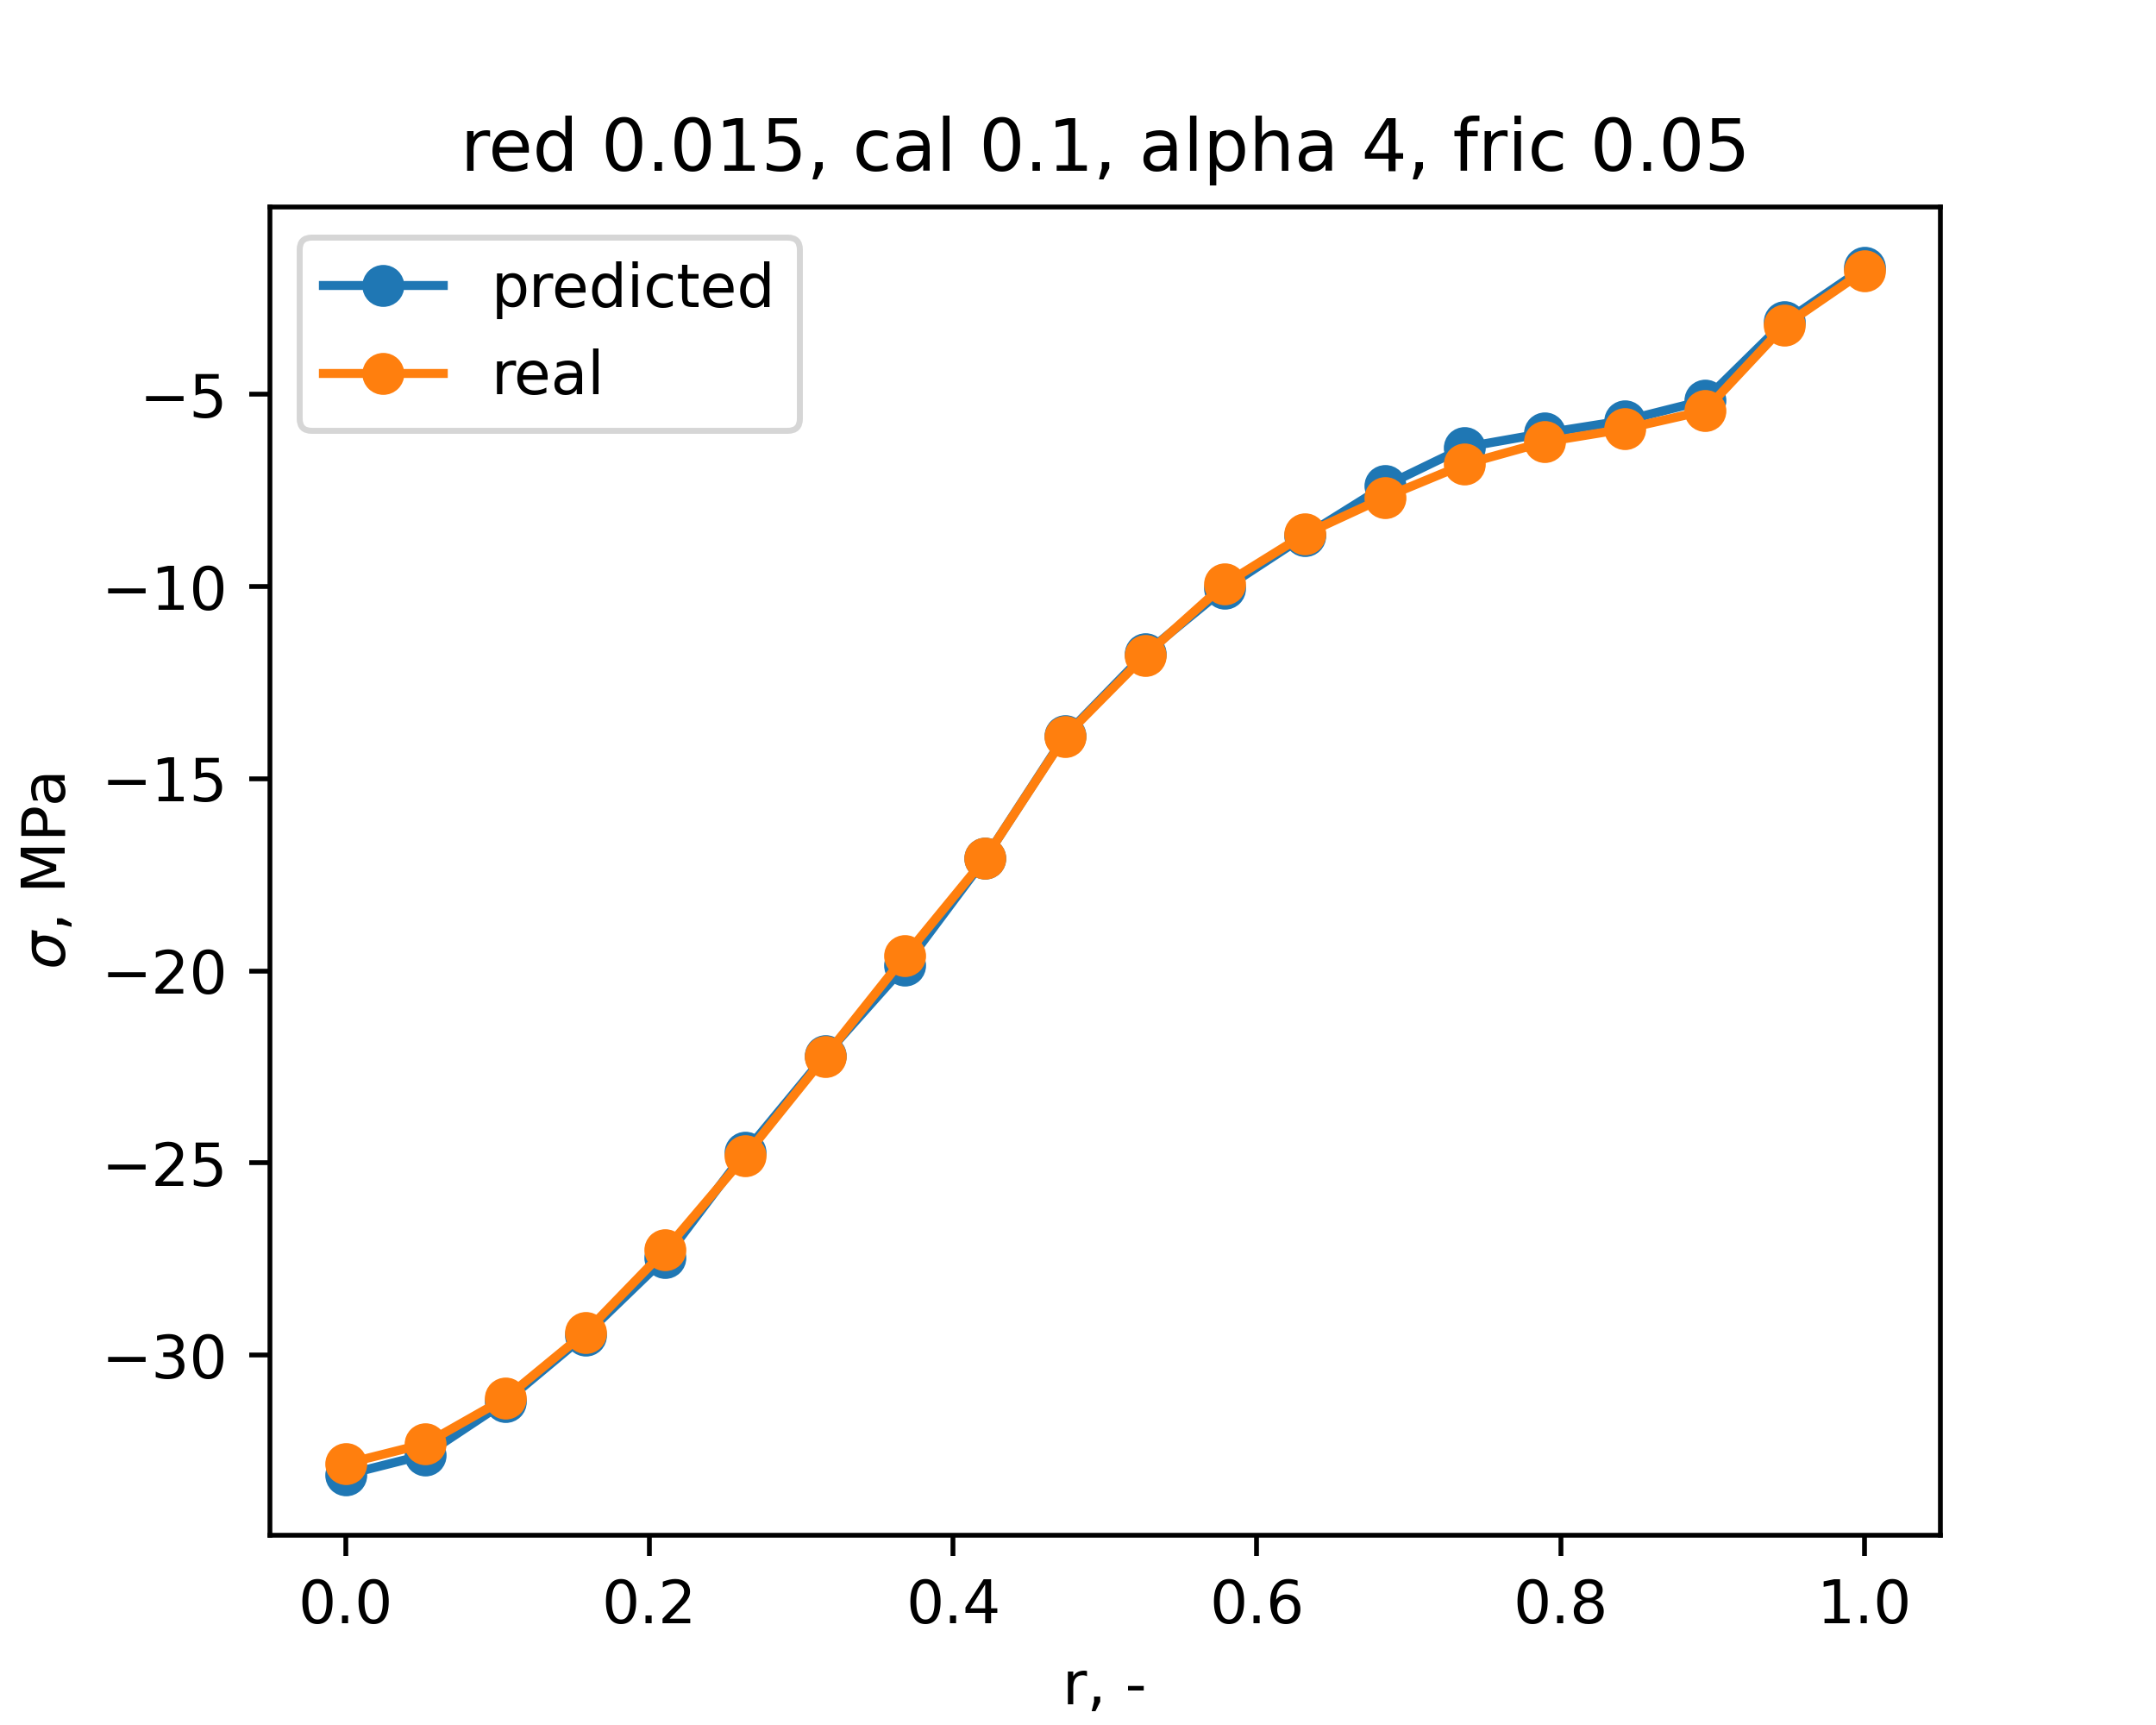 red 0.015, cal 0.1, alpha 4, fric 0.05
predicted
real
−5
−10
−15
−20
−25
−30
σ, MPa
0.0 0.2 0.4 0.6 0.8 1.0
r, -